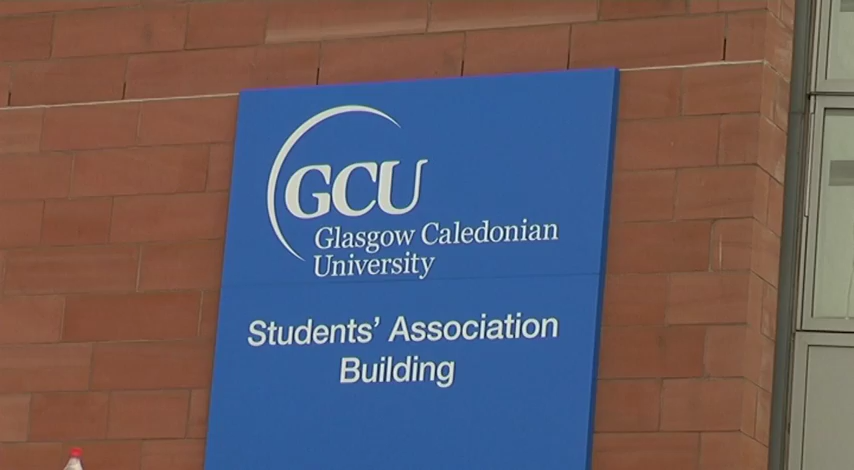 GCU
Glasgow Caledonian
University
Students' Association
Building